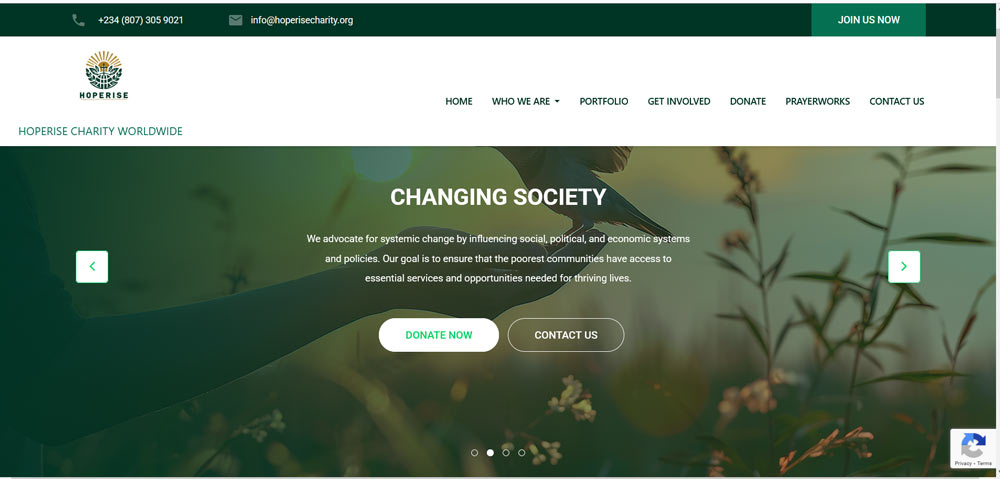 +234 (807) 305 9021
info@hoperisecharity.org
JOIN US NOW
HOPERISE
HOPERISE CHARITY WORLDWIDE
HOME
WHO WE ARE
PORTFOLIO
GET INVOLVED
DONATE
PRAYERWORKS
CONTACT US
CHANGING SOCIETY
We advocate for systemic change by influencing social, political, and economic systems
and policies. Our goal is to ensure that the poorest communities have access to
essential services and opportunities needed for thriving lives.
DONATE NOW
CONTACT US
Privacy - Terms